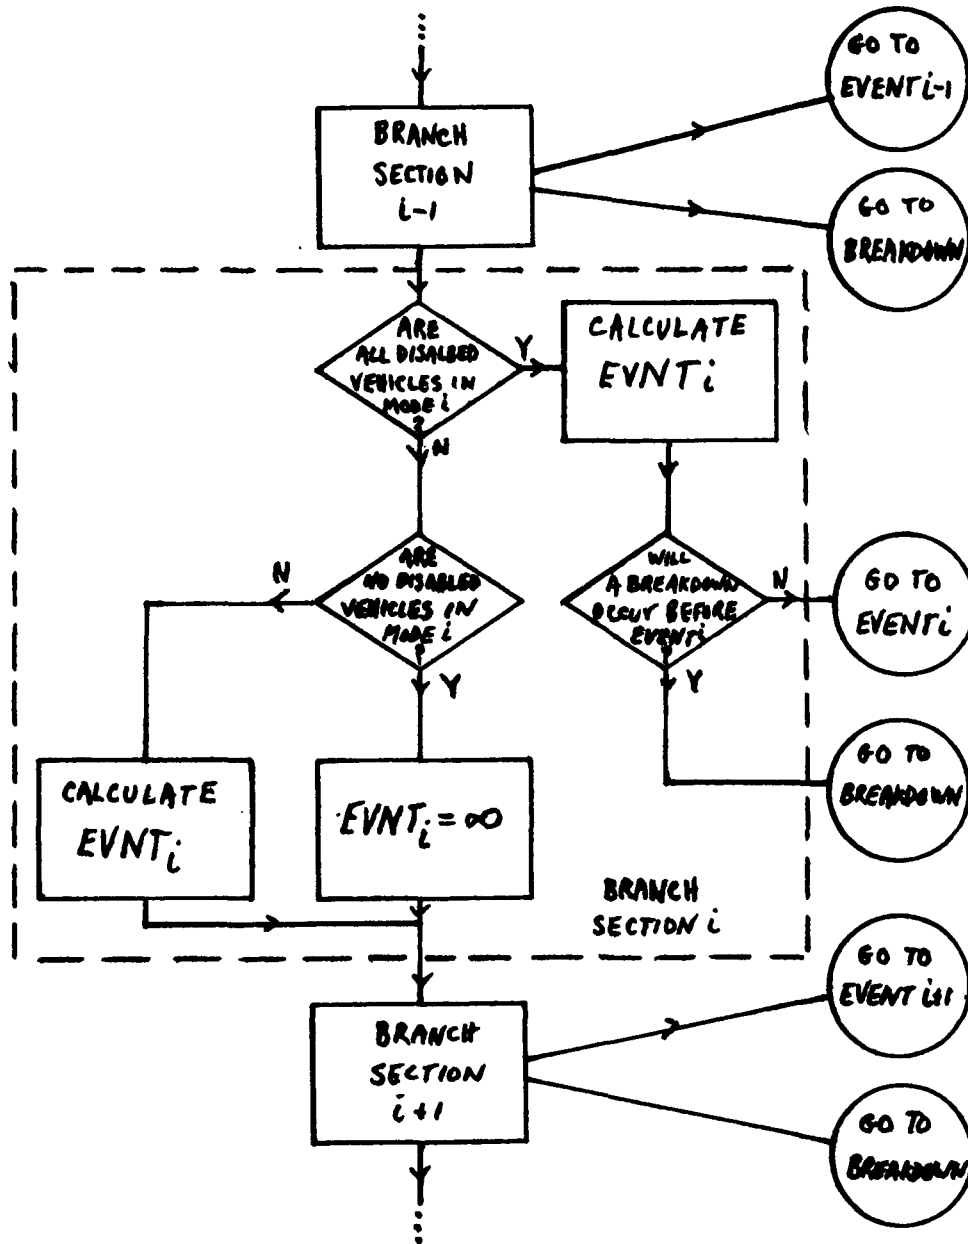 GO TO
EVENT i-1
BRANCH
SECTION
i-1
GO TO
BREAKDOWN
ARE
ALL DISALBED
VEHICLES IN
MODE i
?
Y
N
CALCULATE
EVNT i
ARE
NO DISABLED
VEHICLES IN
MODE i
?
N
Y
WILL
A BREAKDOWN
OCCUR BEFORE
EVENT i
?
N
Y
GO TO
EVENT i
GO TO
BREAKDOWN
CALCULATE
EVNT i
EVNT i = ∞
BRANCH
SECTION i
GO TO
EVENT i+1
BRANCH
SECTION
i+1
GO TO
BREAKDOWN